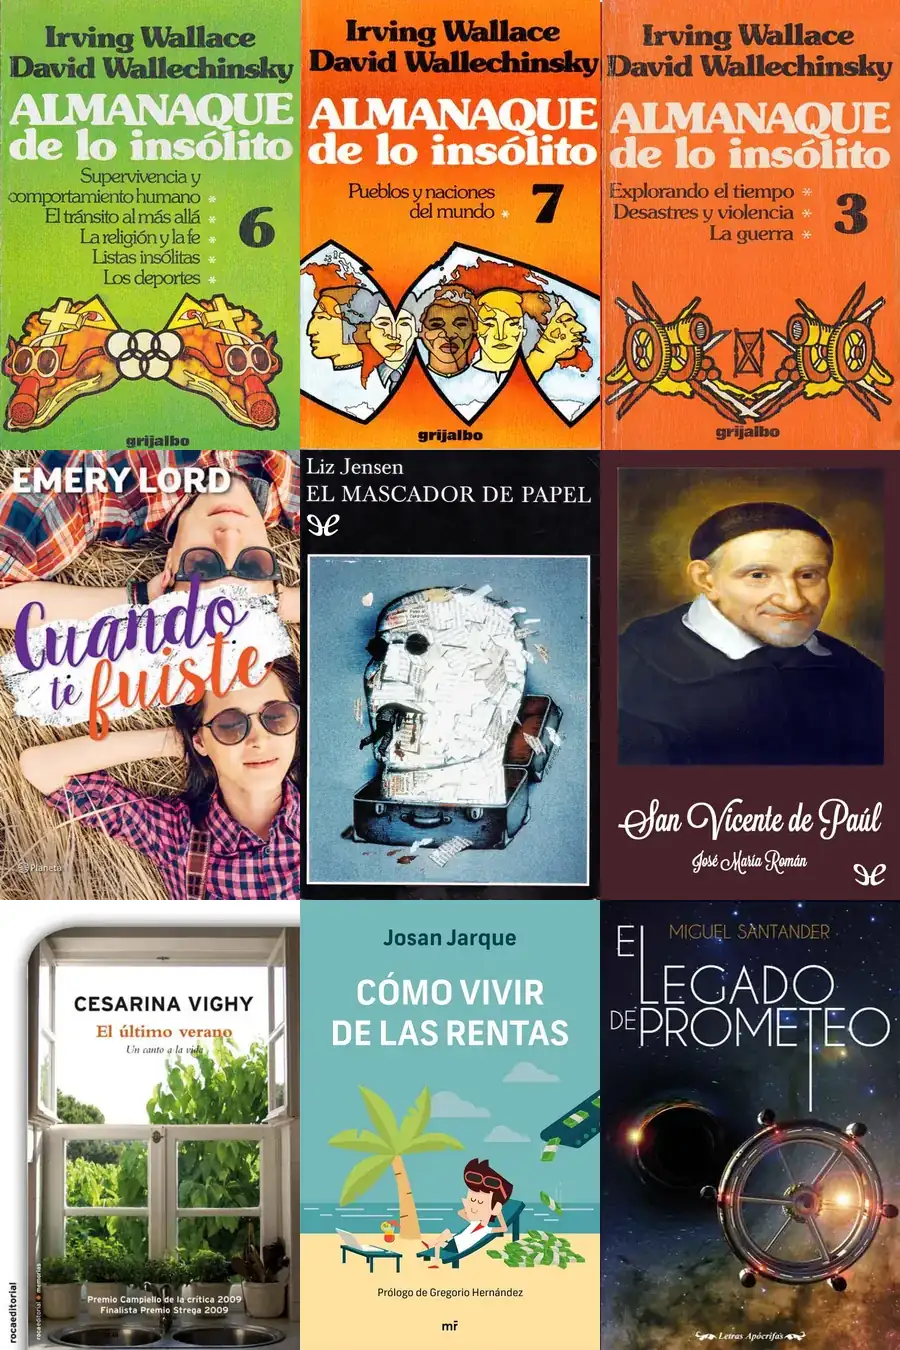 Irving Wallace
David Wallechinsky
ALMANAQUE
de lo insólito
Supervivencia y
comportamiento humano *
El tránsito al más allá *
La religión y la fe *
Listas insólitas *
Los deportes *
6
grijalbo
Irving Wallace
David Wallechinsky
ALMANAQUE
de lo insólito
Pueblos y naciones
del mundo *
7
grijalbo
Irving Wallace
David Wallechinsky
ALMANAQUE
de lo insólito
Explorando el tiempo *
Desastres y violencia *
La guerra *
3
grijalbo
EMERY LORD
Cuando
te fuiste
Planeta
Liz Jensen
EL MASCADOR DE PAPEL
San Vicente de Paúl
José María Román
CESARINA VIGHY
El último verano
Un canto a la vida
Premio Campiello de la crítica 2009
Finalista Premio Strega 2009
rocaeditorial
rocaeditorial memorias
Josan Jarque
CÓMO VIVIR
DE LAS RENTAS
Prólogo de Gregorio Hernández
mr
MIGUEL SANTANDER
EL LEGADO
DE PROMETEO
Letras Apócrifas